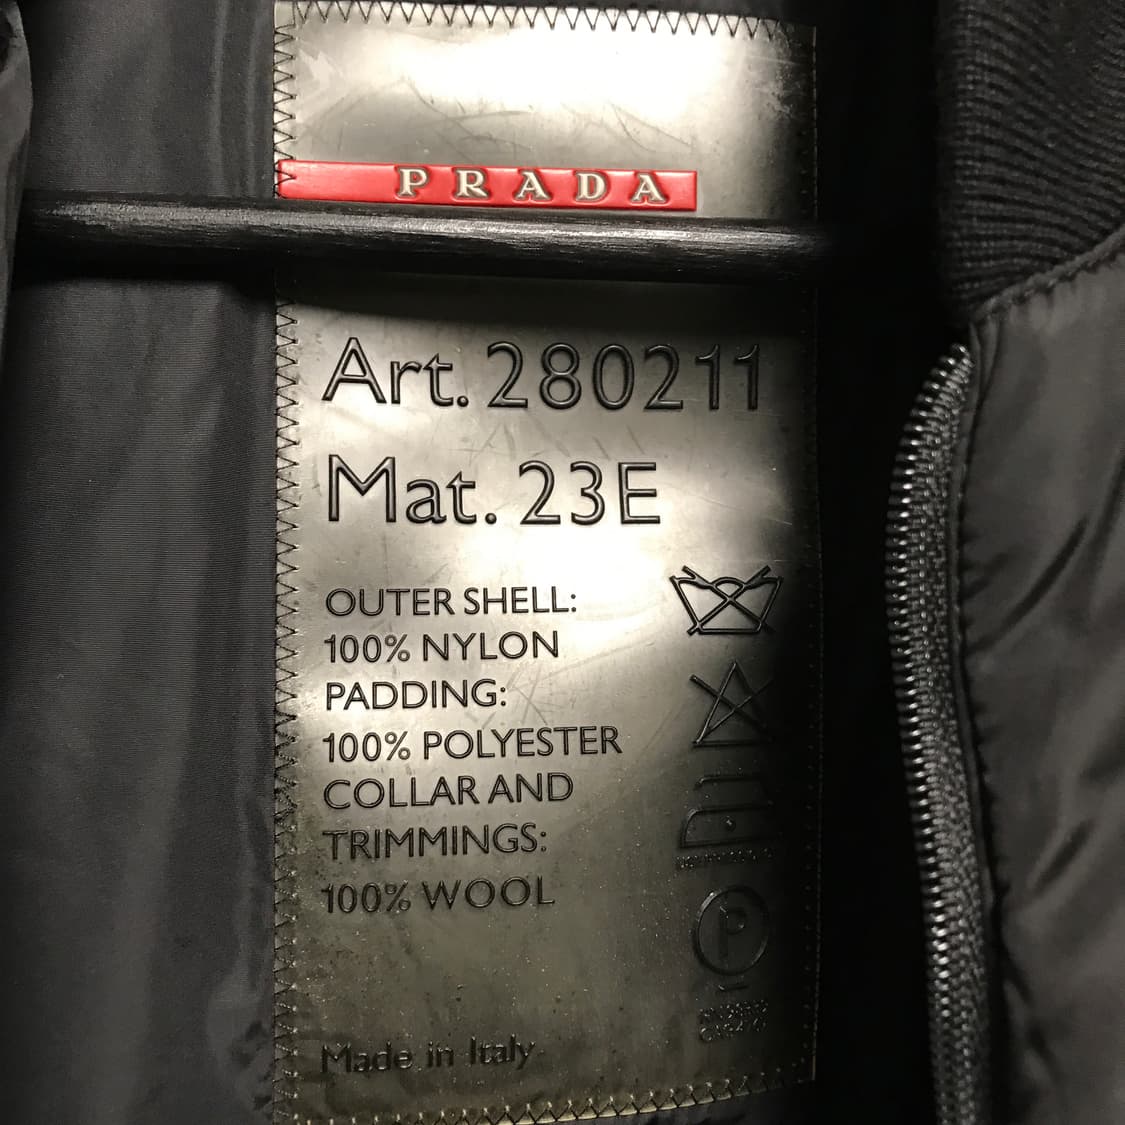 PRADA
Art. 280211
Mat. 23E
OUTER SHELL:
100% NYLON
PADDING:
100% POLYESTER
COLLAR AND
TRIMMINGS:
100% WOOL
P
Made in Italy